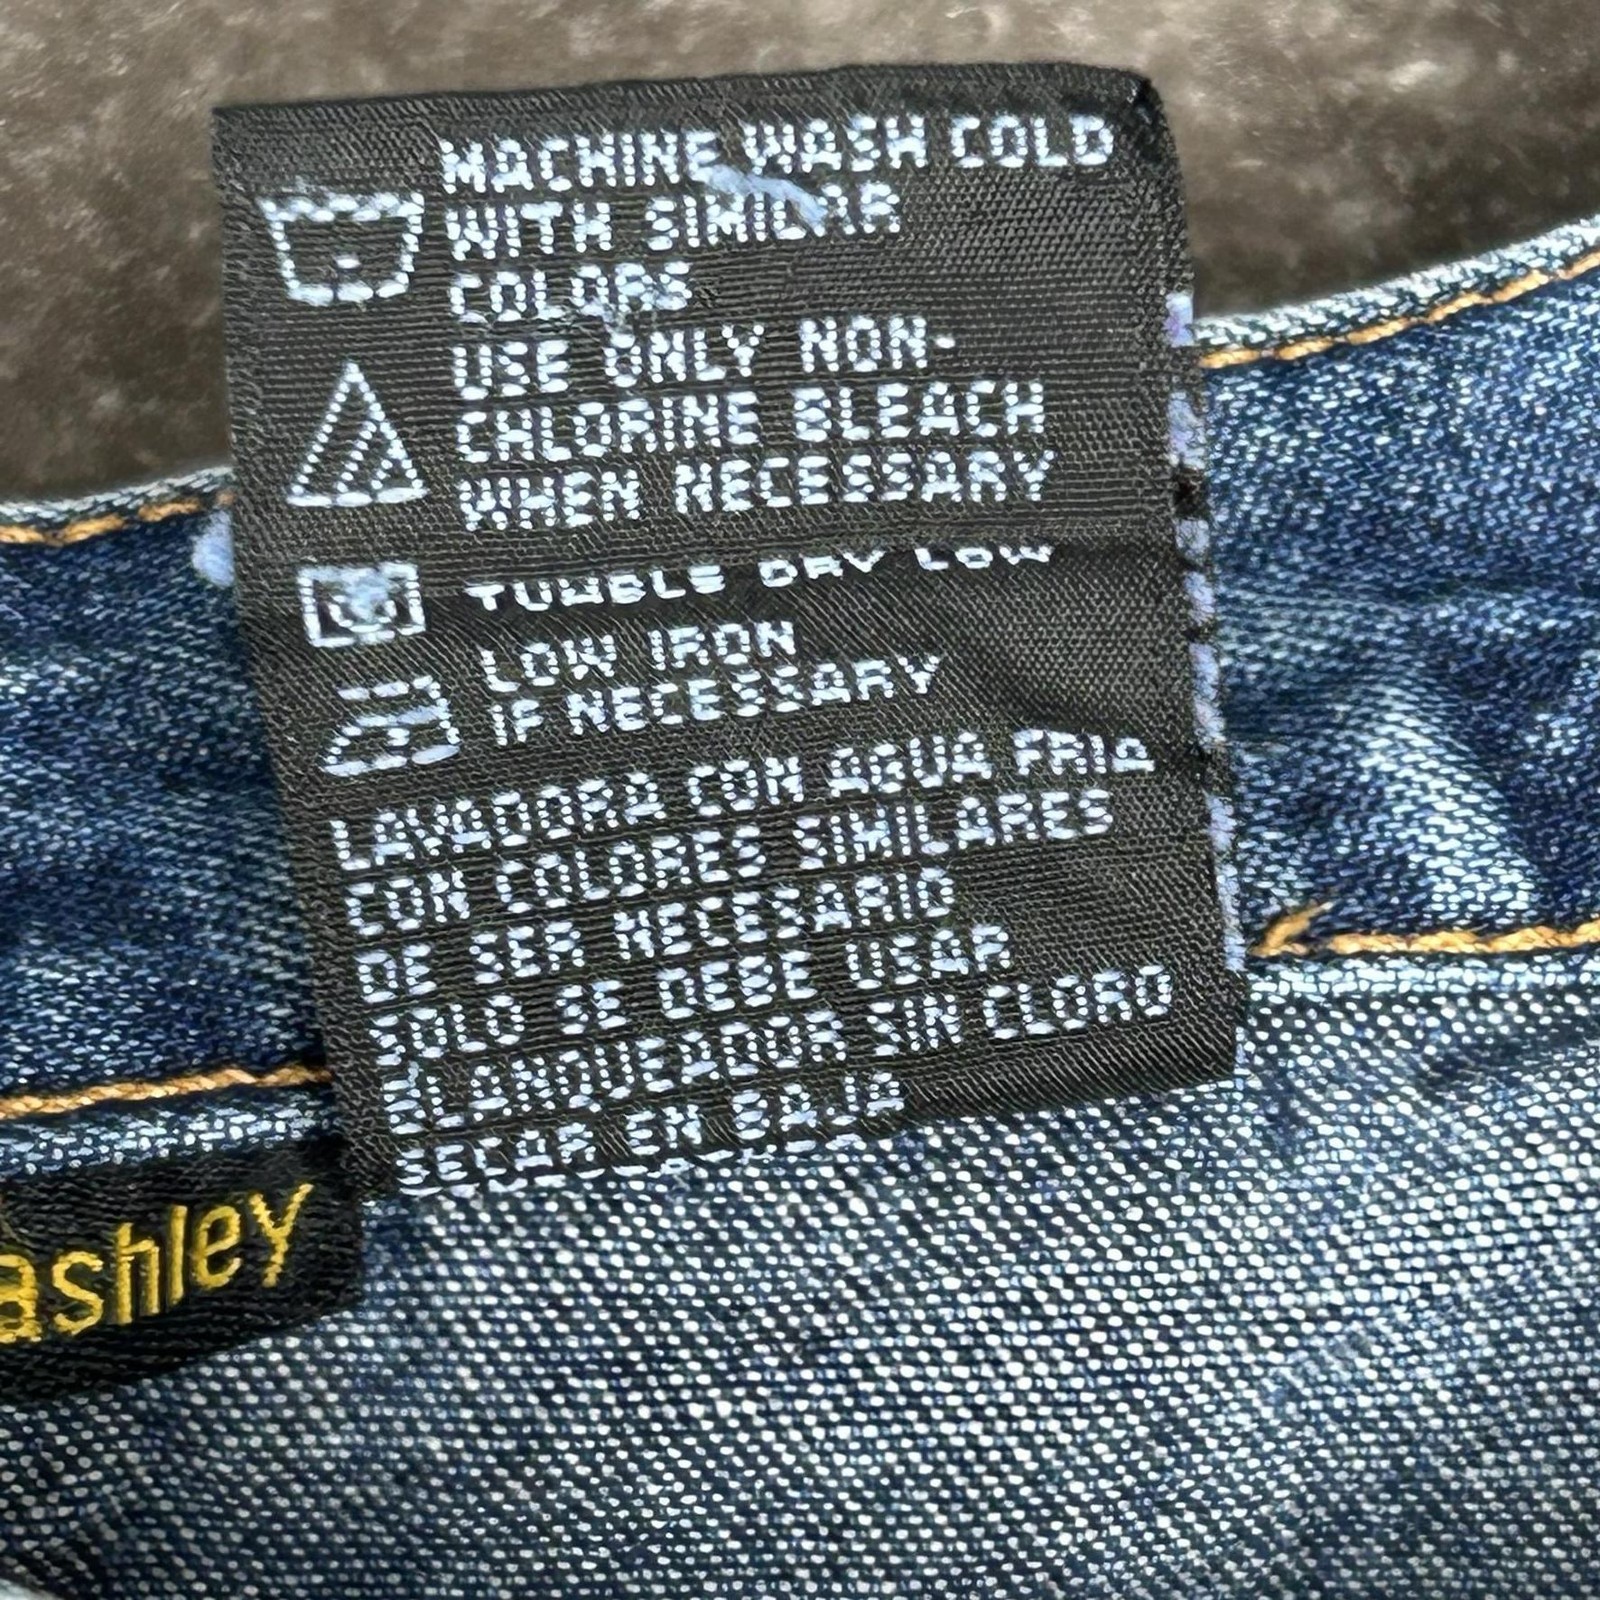 MACHINE WASH COLD
WITH SIMILAR
COLORS
USE ONLY NON-
CHLORINE BLEACH
WHEN NECESSARY
TUMBLE DRY LOW
LOW IRON
IF NECESSARY
LAVADORA CON AGUA FRIA
CON COLORES SIMILARES
DE SER NECESARIO
SOLO SE DEBE USAR
BLANQUEADOR SIN CLORO
SECAR EN BAJA
ashley